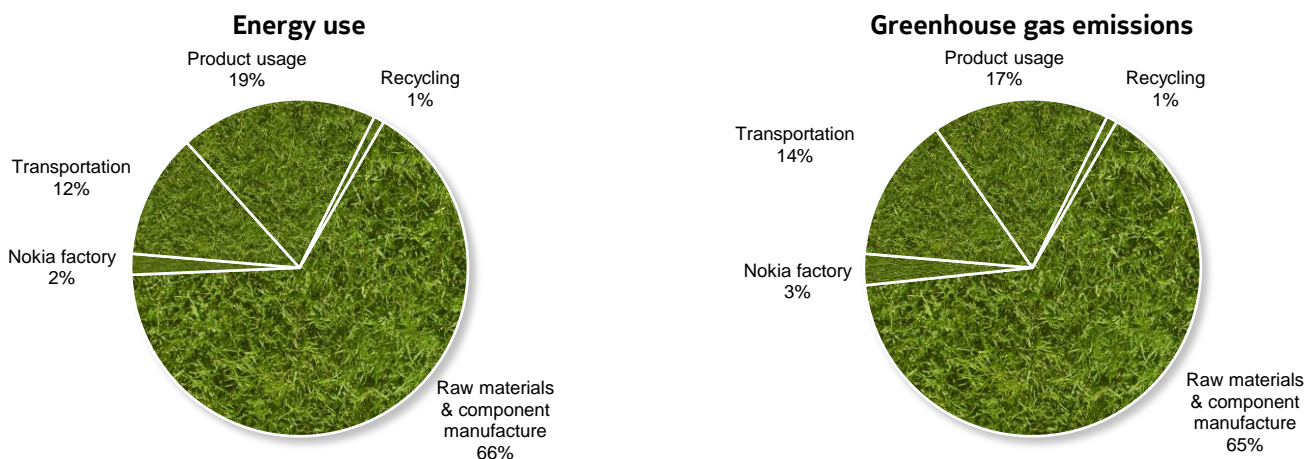 Energy use
Product usage
19%
Recycling
1%
Transportation
12%
Nokia factory
2%
Raw materials
& component
manufacture
66%
Greenhouse gas emissions
Product usage
17%
Recycling
1%
Transportation
14%
Nokia factory
3%
Raw materials
& component
manufacture
65%